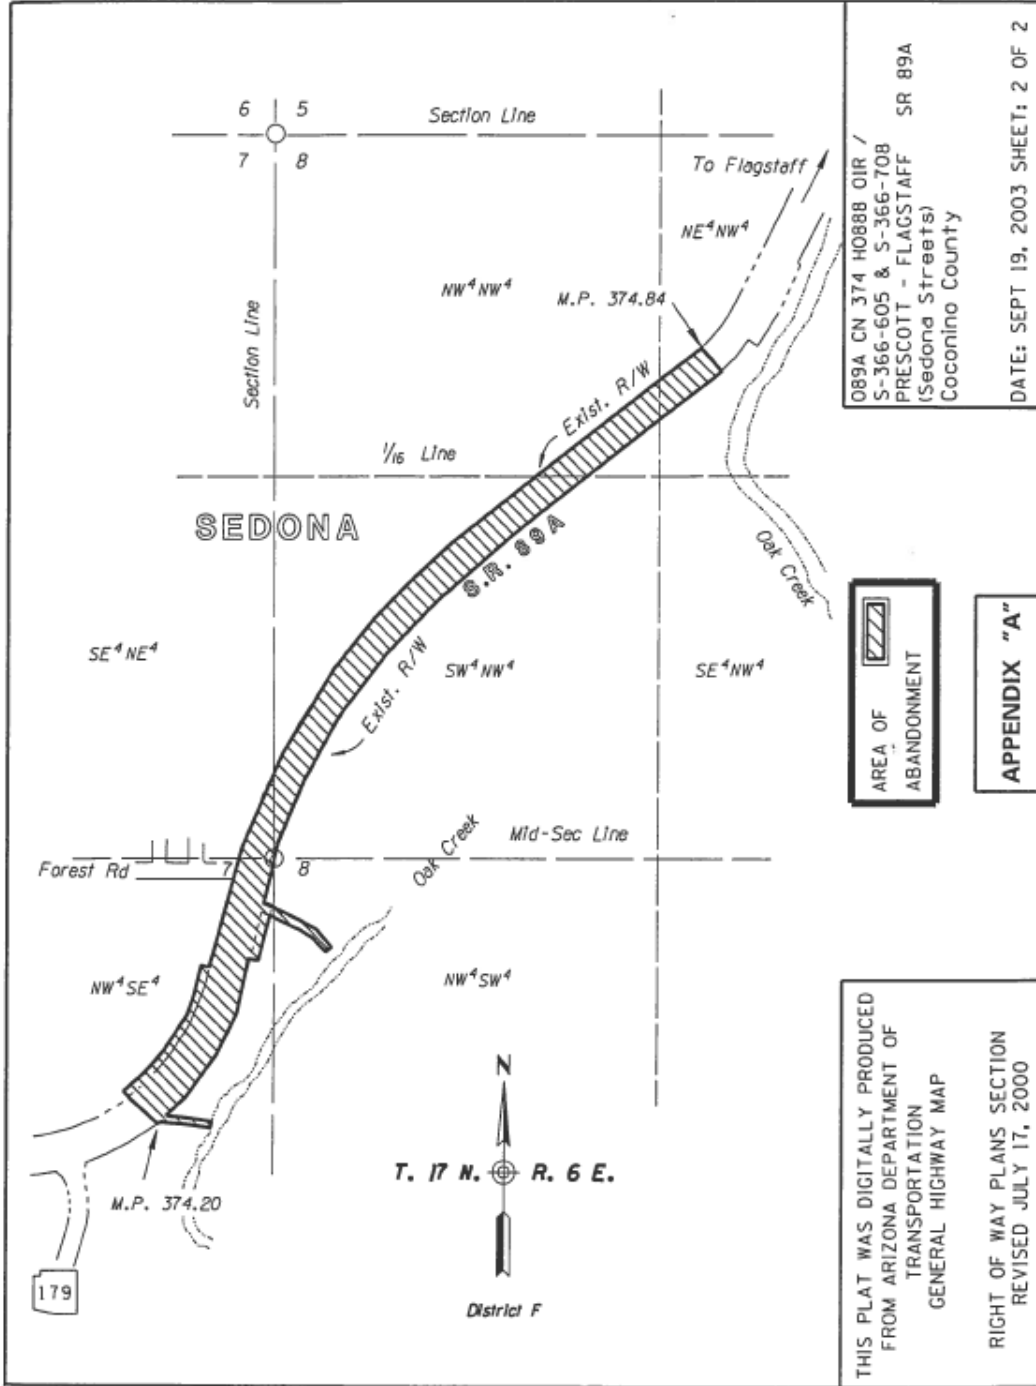 6 5
Section Line
7 8
To Flagstaff
NE⁴NW⁴
NW⁴NW⁴
M.P. 374.84
Section Line
Exist. R/W
1/16 Line
SEDONA
S.R. 89A
Oak Creek
Exist. R/W
SE⁴NE⁴
SW⁴NW⁴
SE⁴NW⁴
Mid-Sec Line
Oak Creek
Forest Rd
7 8
NW⁴SE⁴
NW⁴SW⁴
N
T. 17 N. R. 6 E.
M.P. 374.20
179
District F
089A CN 374 H0888 01R /
S-366-605 & S-366-708
PRESCOTT - FLAGSTAFF SR 89A
(Sedona Streets)
Coconino County
DATE: SEPT 19, 2003 SHEET: 2 OF 2
AREA OF
ABANDONMENT
APPENDIX "A"
THIS PLAT WAS DIGITALLY PRODUCED
FROM ARIZONA DEPARTMENT OF
TRANSPORTATION
GENERAL HIGHWAY MAP
RIGHT OF WAY PLANS SECTION
REVISED JULY 17, 2000